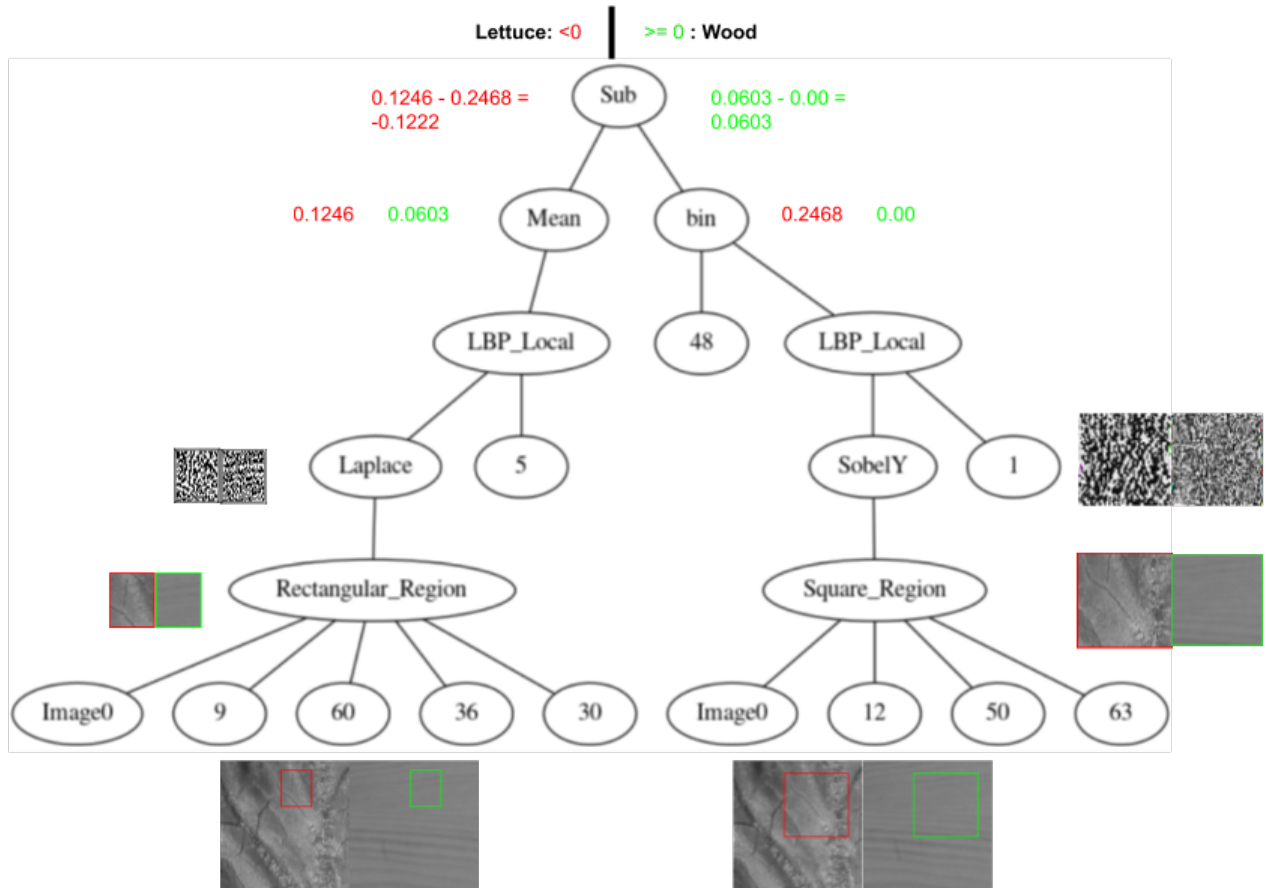 Lettuce: <0 >= 0 : Wood
Sub
0.1246 - 0.2468 =
-0.1222
0.0603 - 0.00 =
0.0603
0.1246 0.0603
Mean
bin
0.2468 0.00
LBP_Local
48
LBP_Local
Laplace
5
SobelY
1
Rectangular_Region
Square_Region
Image0
9
60
36
30
Image0
12
50
63